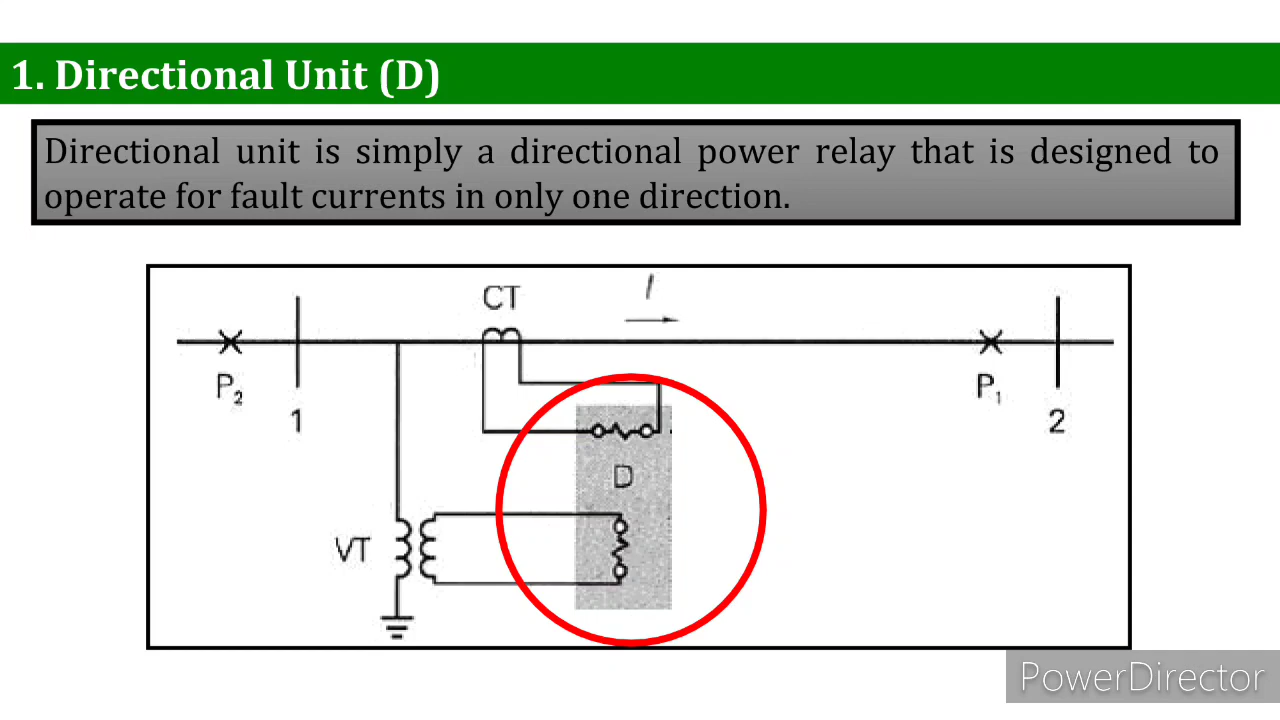 1. Directional Unit (D)
Directional unit is simply a directional power relay that is designed to
operate for fault currents in only one direction.
CT
I
P₂
P₁
1
2
D
VT
PowerDirector